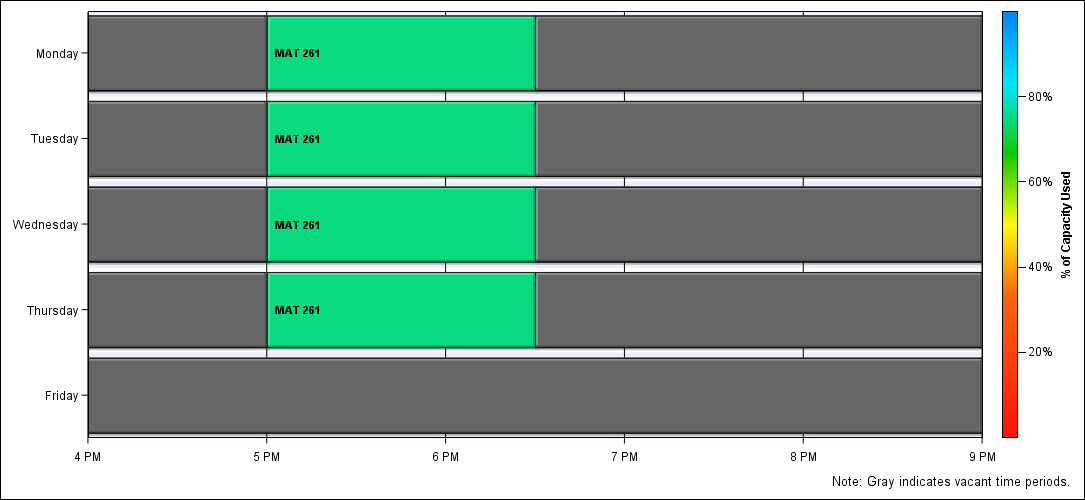 Monday
MAT 261
Tuesday
MAT 261
Wednesday
MAT 261
Thursday
MAT 261
Friday
4 PM 5 PM 6 PM 7 PM 8 PM 9 PM
80%
60%
40%
20%
% of Capacity Used
Note: Gray indicates vacant time periods.